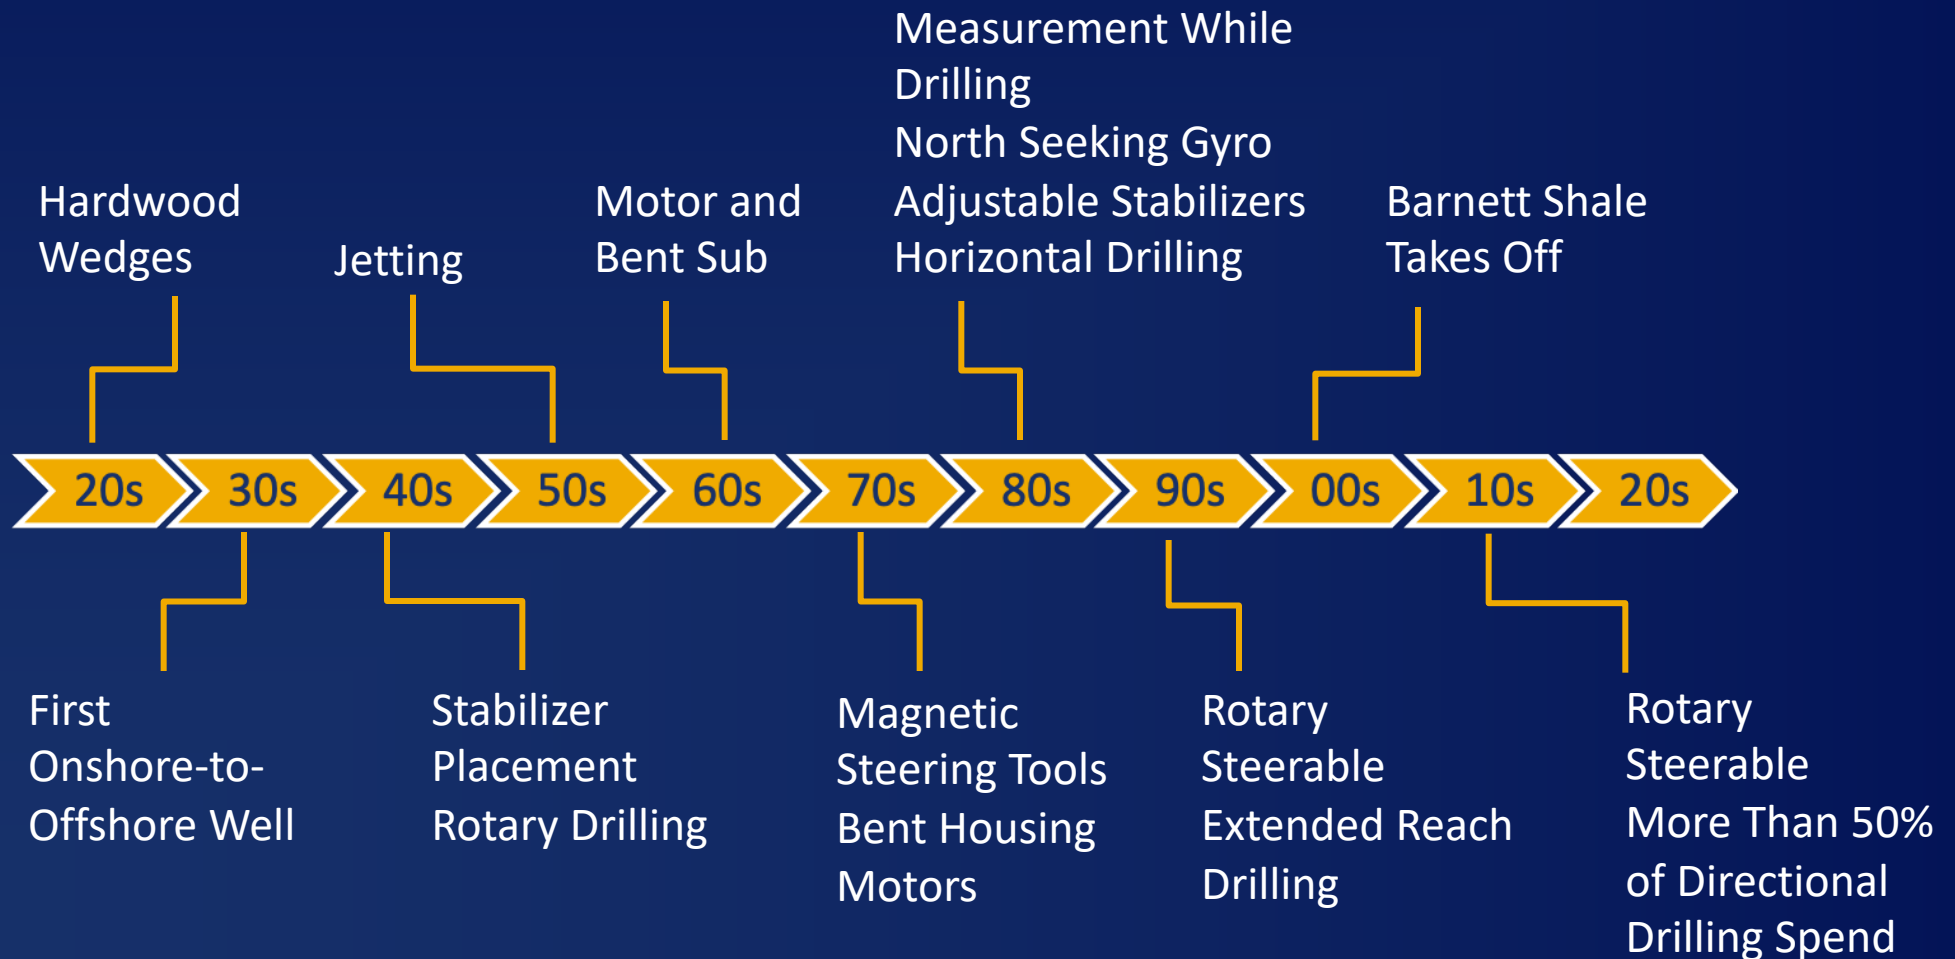 Measurement While
Drilling
North Seeking Gyro
Adjustable Stabilizers
Horizontal Drilling
Hardwood
Wedges
Jetting
Motor and
Bent Sub
Barnett Shale
Takes Off
20s
30s
40s
50s
60s
70s
80s
90s
00s
10s
20s
First
Onshore-to-
Offshore Well
Stabilizer
Placement
Rotary Drilling
Magnetic
Steering Tools
Bent Housing
Motors
Rotary
Steerable
Extended Reach
Drilling
Rotary
Steerable
More Than 50%
of Directional
Drilling Spend